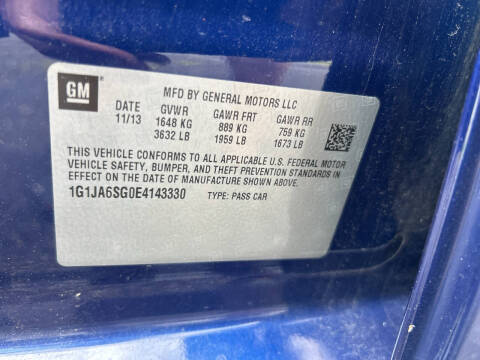 GM
MFD BY GENERAL MOTORS LLC
DATE GVWR GAWR FRT GAWR RR
11/13 1648 KG 889 KG 759 KG
3632 LB 1959 LB 1673 LB
THIS VEHICLE CONFORMS TO ALL APPLICABLE U.S. FEDERAL MOTOR
VEHICLE SAFETY, BUMPER, AND THEFT PREVENTION STANDARDS IN
EFFECT ON THE DATE OF MANUFACTURE SHOWN ABOVE.
1G1JA6SG0E4143330 TYPE: PASS CAR